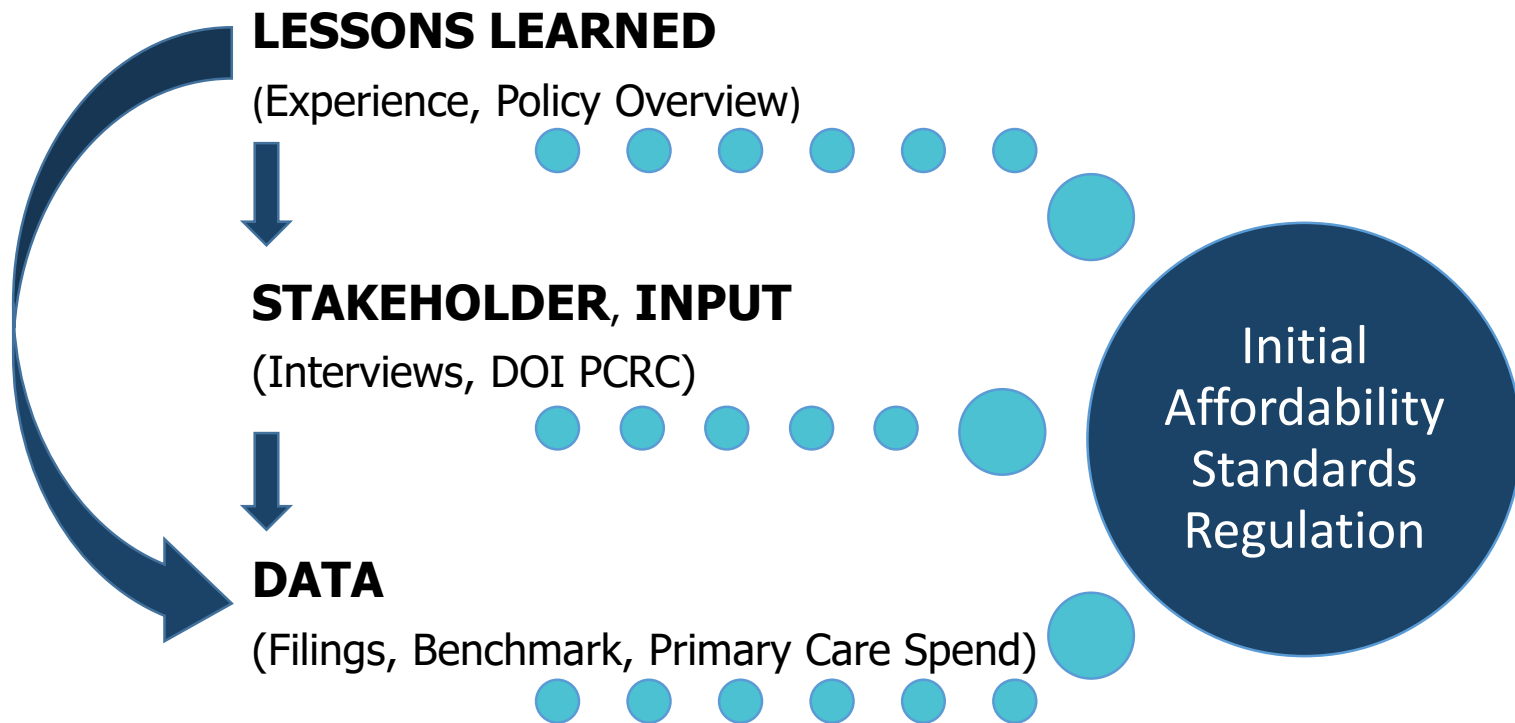 LESSONS LEARNED
(Experience, Policy Overview)
STAKEHOLDER, INPUT
(Interviews, DOI PCRC)
DATA
(Filings, Benchmark, Primary Care Spend)
Initial
Affordability
Standards
Regulation